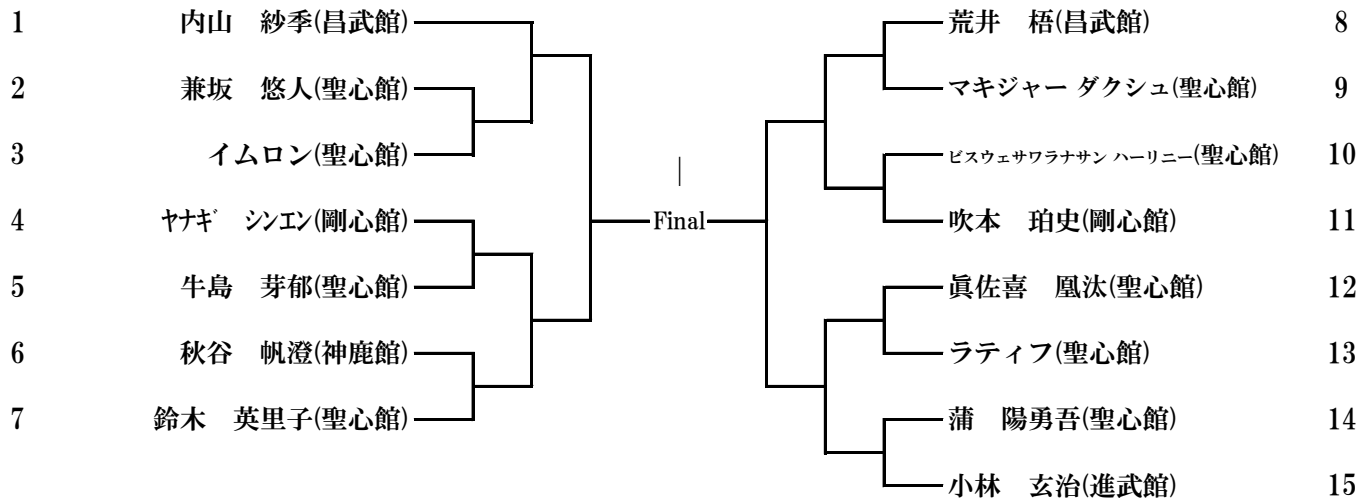 1 内山　紗季(昌武館)
2 兼坂　悠人(聖心館)
3 イムロン(聖心館)
4 ヤナギ　シンエン(剛心館)
5 牛島　芽郁(聖心館)
6 秋谷　帆澄(神鹿館)
7 鈴木　英里子(聖心館)
Final
荒井　梧(昌武館) 8
マキジャー ダクシュ(聖心館) 9
ビスウェサワラナサン ハーリニー(聖心館) 10
吹本　珀史(剛心館) 11
眞佐喜　凰汰(聖心館) 12
ラティフ(聖心館) 13
蒲　陽勇吾(聖心館) 14
小林　玄治(進武館) 15